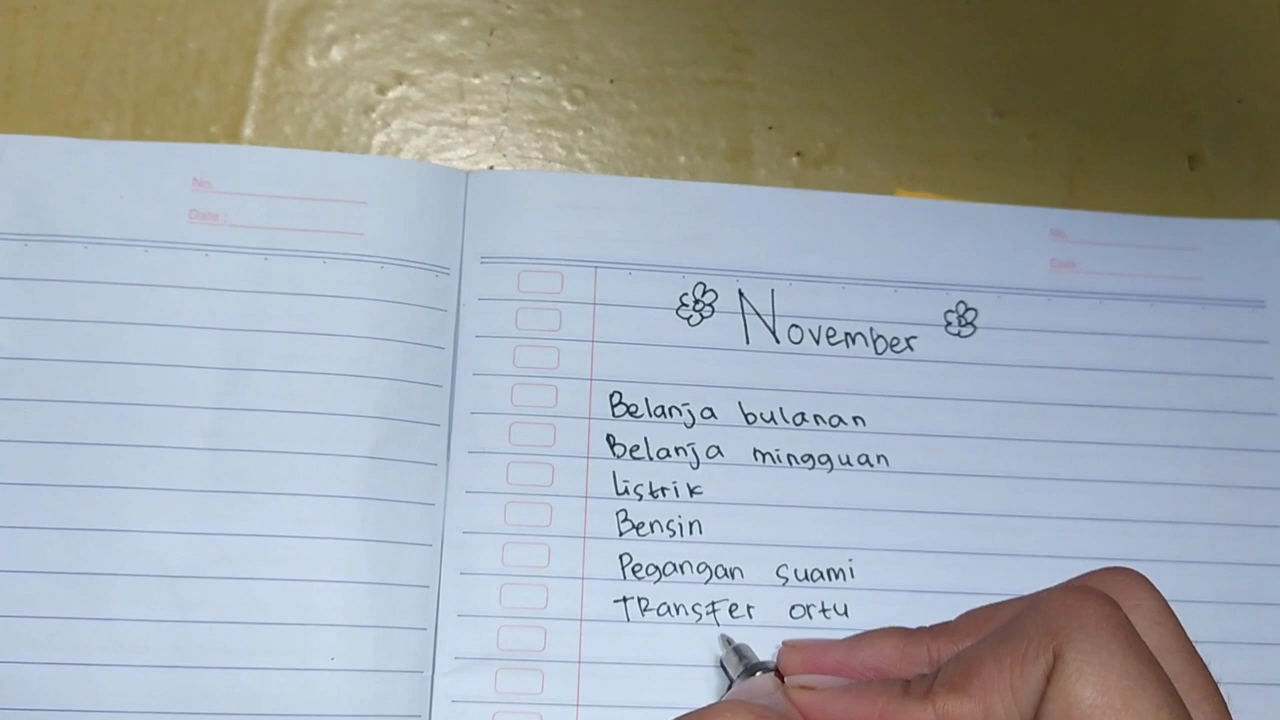 No.
Date :
No.
Date :
November
Belanja bulanan
Belanja mingguan
listrik
Bensin
Pegangan suami
TRansFer ortu